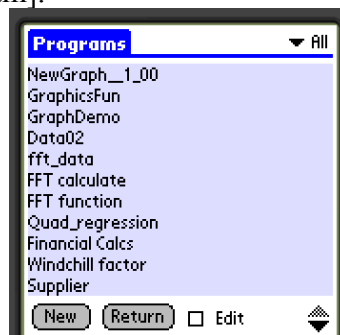 Programs All
NewGraph__1_00
GraphicsFun
GraphDemo
Data02
fft_data
FFT calculate
FFT function
Quad_regression
Financial Calcs
Windchill factor
Supplier
New Return Edit